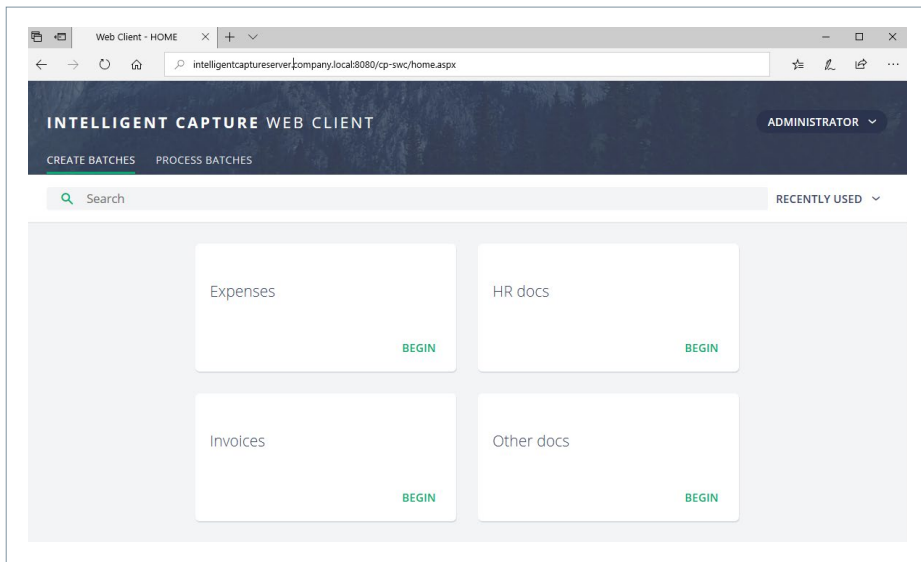 Web Client - HOME
intelligentcaptureserver.company.local:8080/cp-swc/home.aspx
INTELLIGENT CAPTURE WEB CLIENT
ADMINISTRATOR
CREATE BATCHES PROCESS BATCHES
Search
RECENTLY USED
Expenses
HR docs
BEGIN
BEGIN
Invoices
Other docs
BEGIN
BEGIN